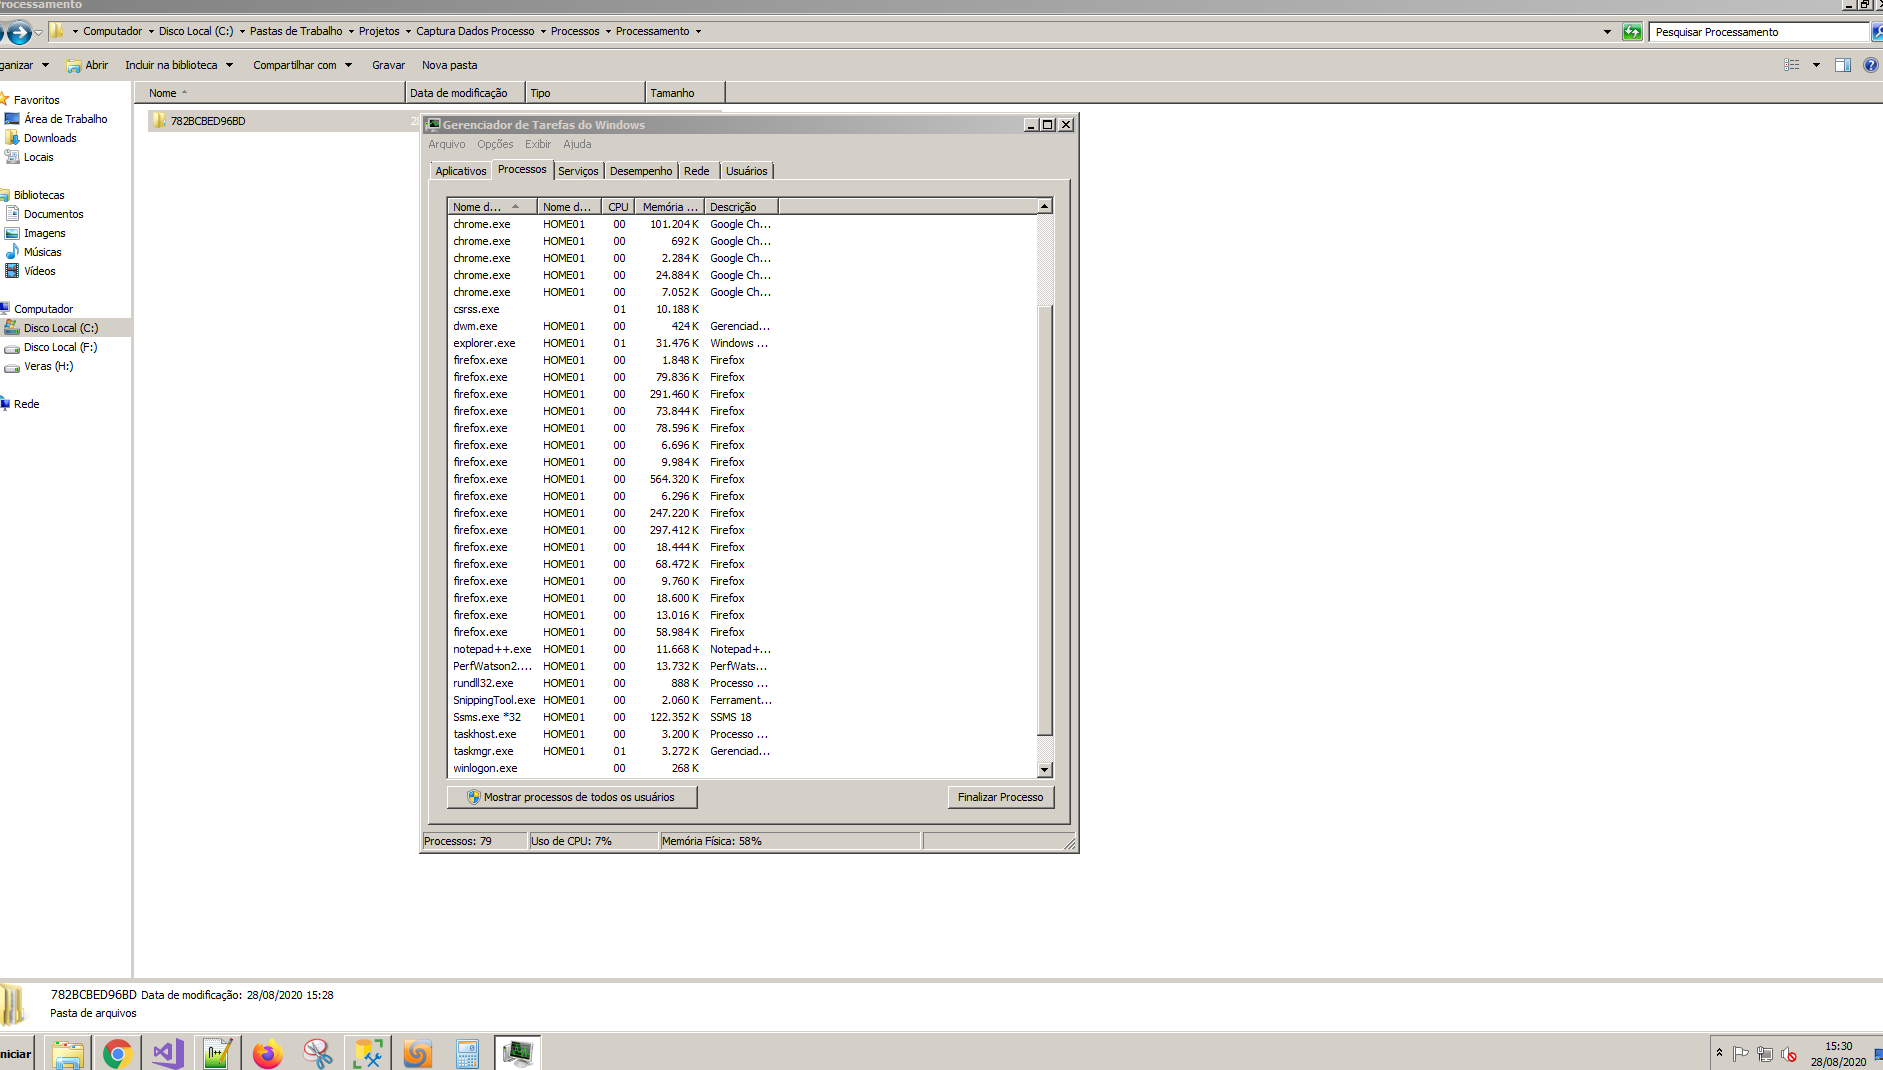 rocessamento
Computador Disco Local (C:) Pastas de Trabalho Projetos Captura Dados Processo Processos Processamento
Pesquisar Processamento
ganizar Abrir Incluir na biblioteca Compartilhar com Gravar Nova pasta
Nome Data de modificação Tipo Tamanho
Favoritos
Área de Trabalho
Downloads
Locais
Bibliotecas
Documentos
Imagens
Músicas
Vídeos
Computador
Disco Local (C:)
Disco Local (F:)
Veras (H:)
Rede
782BCBED96BD 28
Gerenciador de Tarefas do Windows
Arquivo Opções Exibir Ajuda
Aplicativos Processos Serviços Desempenho Rede Usuários
Nome d... Nome d... CPU Memória ... Descrição
chrome.exe HOME01 00 101.204 K Google Ch...
chrome.exe HOME01 00 692 K Google Ch...
chrome.exe HOME01 00 2.284 K Google Ch...
chrome.exe HOME01 00 24.884 K Google Ch...
chrome.exe HOME01 00 7.052 K Google Ch...
csrss.exe 01 10.188 K
dwm.exe HOME01 00 424 K Gerenciad...
explorer.exe HOME01 01 31.476 K Windows ...
firefox.exe HOME01 00 1.848 K Firefox
firefox.exe HOME01 00 79.836 K Firefox
firefox.exe HOME01 00 291.460 K Firefox
firefox.exe HOME01 00 73.844 K Firefox
firefox.exe HOME01 00 78.596 K Firefox
firefox.exe HOME01 00 6.696 K Firefox
firefox.exe HOME01 00 9.984 K Firefox
firefox.exe HOME01 00 564.320 K Firefox
firefox.exe HOME01 00 6.296 K Firefox
firefox.exe HOME01 00 247.220 K Firefox
firefox.exe HOME01 00 297.412 K Firefox
firefox.exe HOME01 00 18.444 K Firefox
firefox.exe HOME01 00 68.472 K Firefox
firefox.exe HOME01 00 9.760 K Firefox
firefox.exe HOME01 00 18.600 K Firefox
firefox.exe HOME01 00 13.016 K Firefox
firefox.exe HOME01 00 58.984 K Firefox
notepad++.exe HOME01 00 11.668 K Notepad+...
PerfWatson2.... HOME01 00 13.732 K PerfWats...
rundll32.exe HOME01 00 888 K Processo ...
SnippingTool.exe HOME01 00 2.060 K Ferrament...
Ssms.exe *32 HOME01 00 122.352 K SSMS 18
taskhost.exe HOME01 00 3.200 K Processo ...
taskmgr.exe HOME01 01 3.272 K Gerenciad...
winlogon.exe 00 268 K
Mostrar processos de todos os usuários Finalizar Processo
Processos: 79 Uso de CPU: 7% Memória Física: 58%
782BCBED96BD Data de modificação: 28/08/2020 15:28
Pasta de arquivos
niciar
15:30
28/08/2020